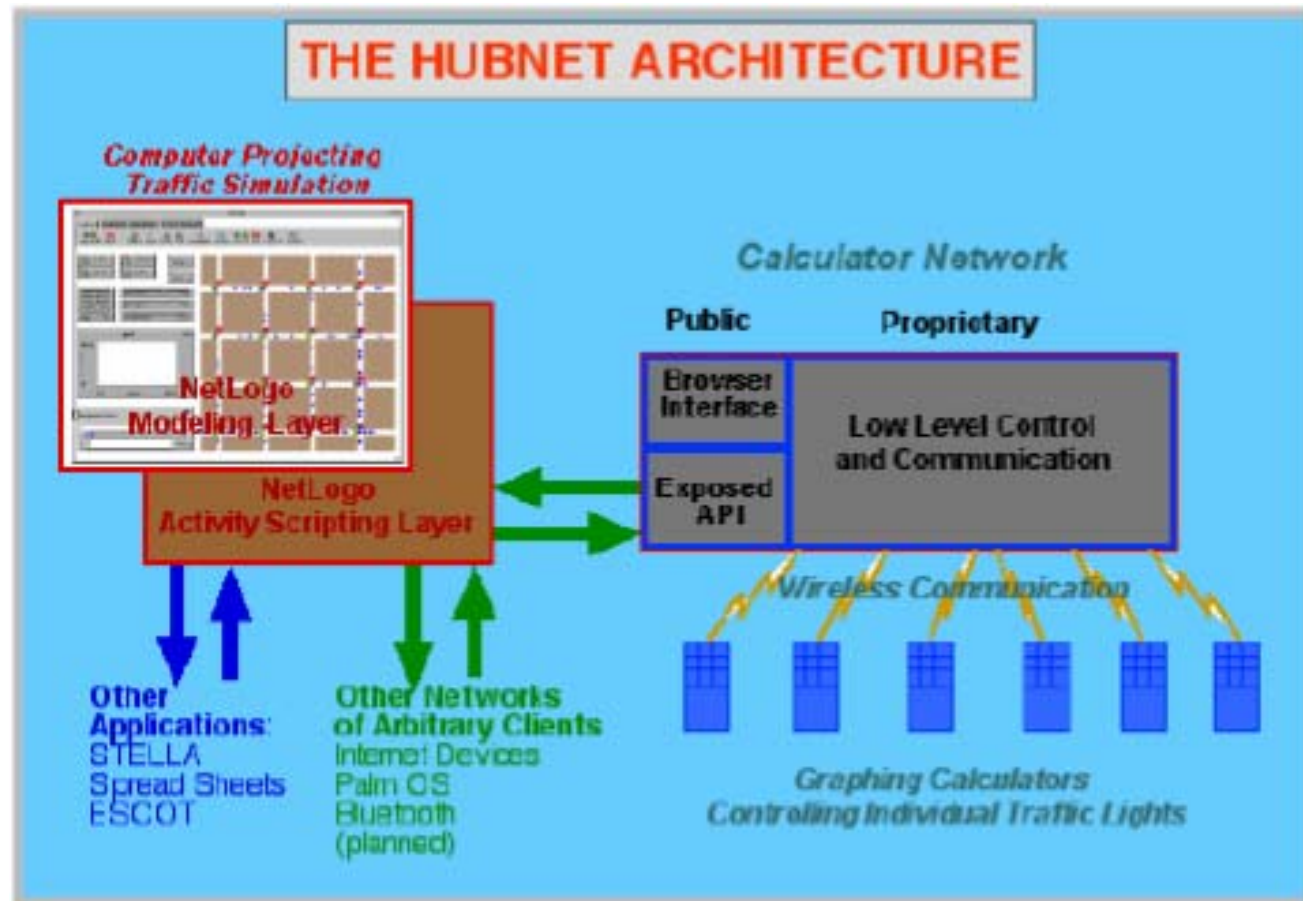 THE HUBNET ARCHITECTURE
Computer Projecting
Traffic Simulation
NetLogo
Modeling Layer
NetLogo
Activity Scripting Layer
Calculator Network
Public
Proprietary
Browser
Interface
Exposed
API
Low Level Control
and Communication
Wireless Communication
Other
Applications:
STELLA
Spread Sheets
ESCOT
Other Networks
of Arbitrary Clients
Internet Devices
Palm OS
Bluetooth
(planned)
Graphing Calculators
Controlling Individual Traffic Lights